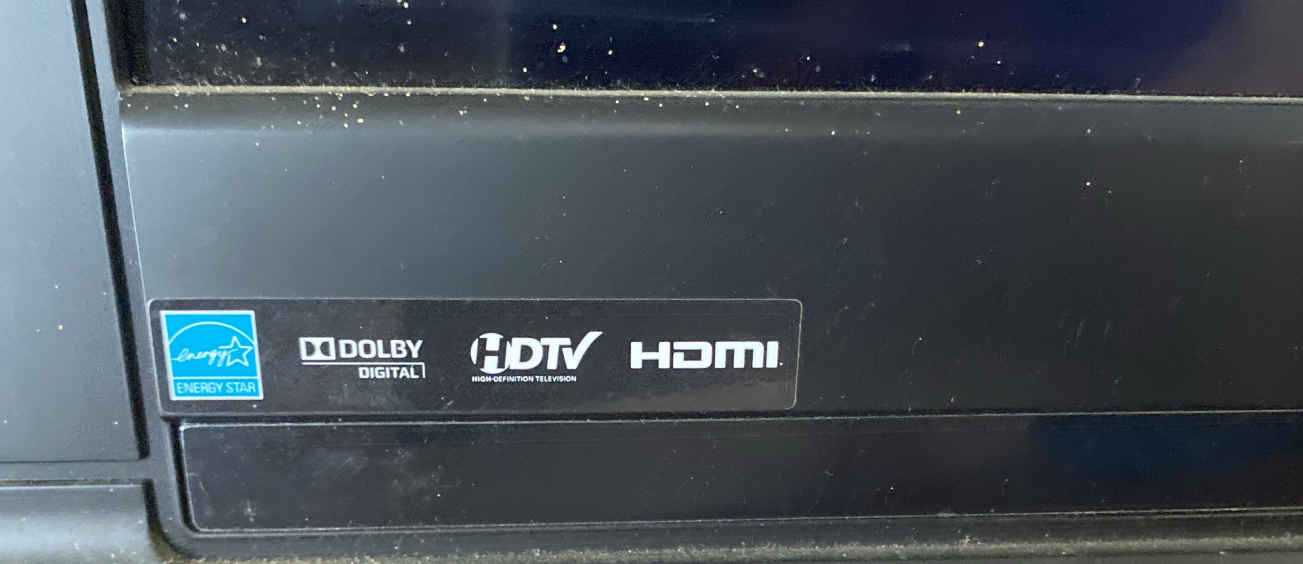 energy
ENERGY STAR
DOLBY
DIGITAL
HDTV
HIGH-DEFINITION TELEVISION
HDMI